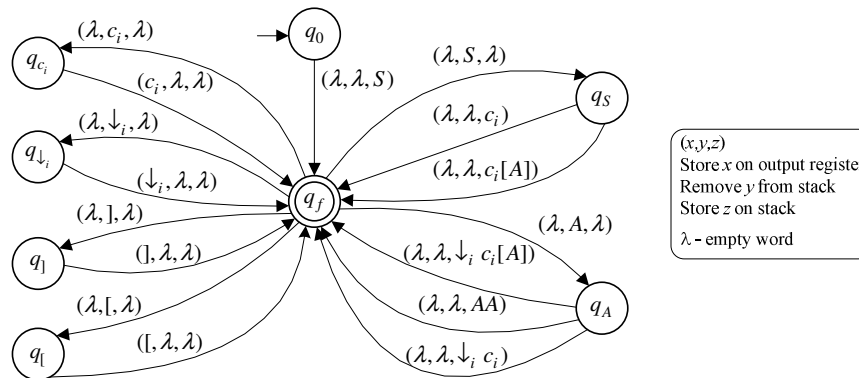 q_0
(λ, c_i, λ)
(λ, S, λ)
q_{c_i}
(c_i, λ, λ)
(λ, λ, S)
q_S
(λ, λ, c_i)
(λ, ↓_i, λ)
q_{↓_i}
(λ, λ, c_i[A])
(↓_i, λ, λ)
q_f
(λ, ], λ)
(λ, A, λ)
q_]
(], λ, λ)
(λ, λ, ↓_i c_i[A])
(λ, [, λ)
(λ, λ, AA)
q_A
([, λ, λ)
q_[
(λ, λ, ↓_i c_i)
(x,y,z)
Store x on output registe
Remove y from stack
Store z on stack
λ - empty word